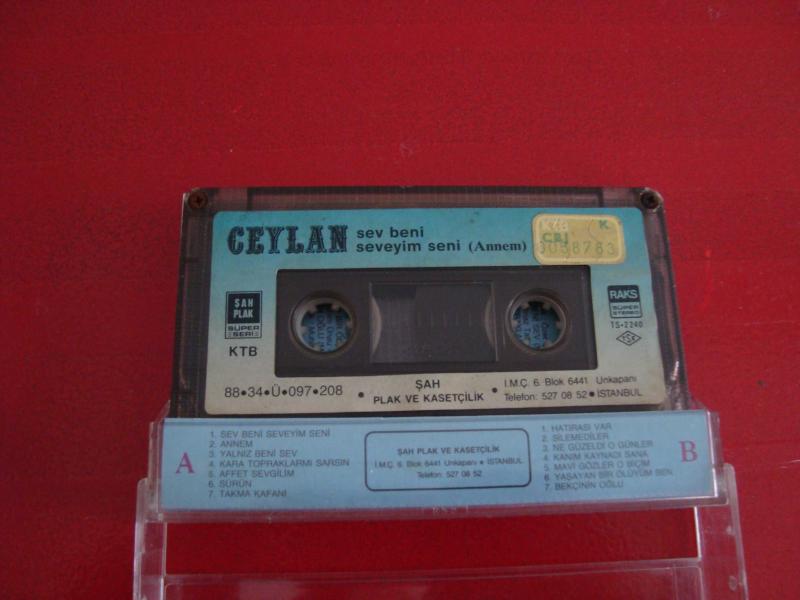 CEYLAN
sev beni
seveyim seni (Annem)
K
CBJ
0058763
ŞAH
PLAK
SÜPER
SERİ
KTB
RAKS
SÜPER
STEREO
TS-2240
TSE
88•34•Ü•097•208
• ŞAH
PLAK VE KASETÇİLİK •
İ.M.Ç. 6. Blok 6441 Unkapanı
Telefon: 527 08 52 • İSTANBUL
A
1. SEV BENİ SEVEYİM SENİ
2. ANNEM
3. YALNIZ BENİ SEV
4. KARA TOPRAKLARMI SARSIN
5. AFFET SEVGİLİM
6. SÜRÜN
7. TAKMA KAFANI
ŞAH PLAK VE KASETÇİLİK
İ.M.Ç. 6. Blok 6441 Unkapanı • İSTANBUL
Telefon: 527 08 52
1. HATIRASI VAR
2. SİLEMEDİLER
3. NE GÜZELDİ O GÜNLER
4. KANIM KAYNADI SANA
5. MAVİ GÖZLER O BİÇİM
6. YAŞAYAN BİR ÖLÜYÜM BEN
7. BEKÇİNİN OĞLU
B